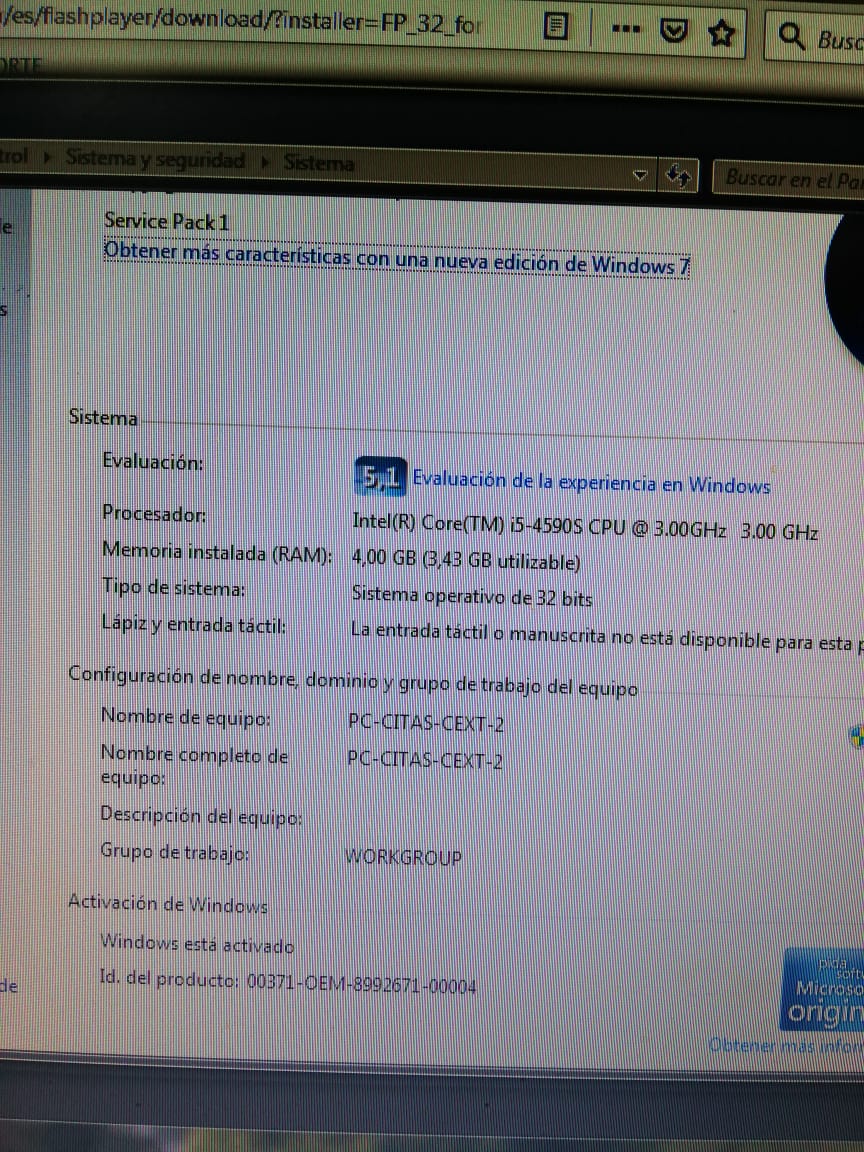 /es/flashplayer/download/?installer=FP_32_for
Busc
ORTE
trol ▸ Sistema y seguridad ▸ Sistema
Buscar en el Pa
Service Pack 1
Obtener más características con una nueva edición de Windows 7
Sistema
Evaluación:
5,1 Evaluación de la experiencia en Windows
Procesador:
Intel(R) Core(TM) i5-4590S CPU @ 3.00GHz 3.00 GHz
Memoria instalada (RAM):
4,00 GB (3,43 GB utilizable)
Tipo de sistema:
Sistema operativo de 32 bits
Lápiz y entrada táctil:
La entrada táctil o manuscrita no está disponible para esta p
Configuración de nombre, dominio y grupo de trabajo del equipo
Nombre de equipo:
PC-CITAS-CEXT-2
Nombre completo de
equipo:
PC-CITAS-CEXT-2
Descripción del equipo:
Grupo de trabajo:
WORKGROUP
Activación de Windows
Windows está activado
Id. del producto: 00371-OEM-8992671-00004
de
pida
soft
Microso
origin
Obtener más infor